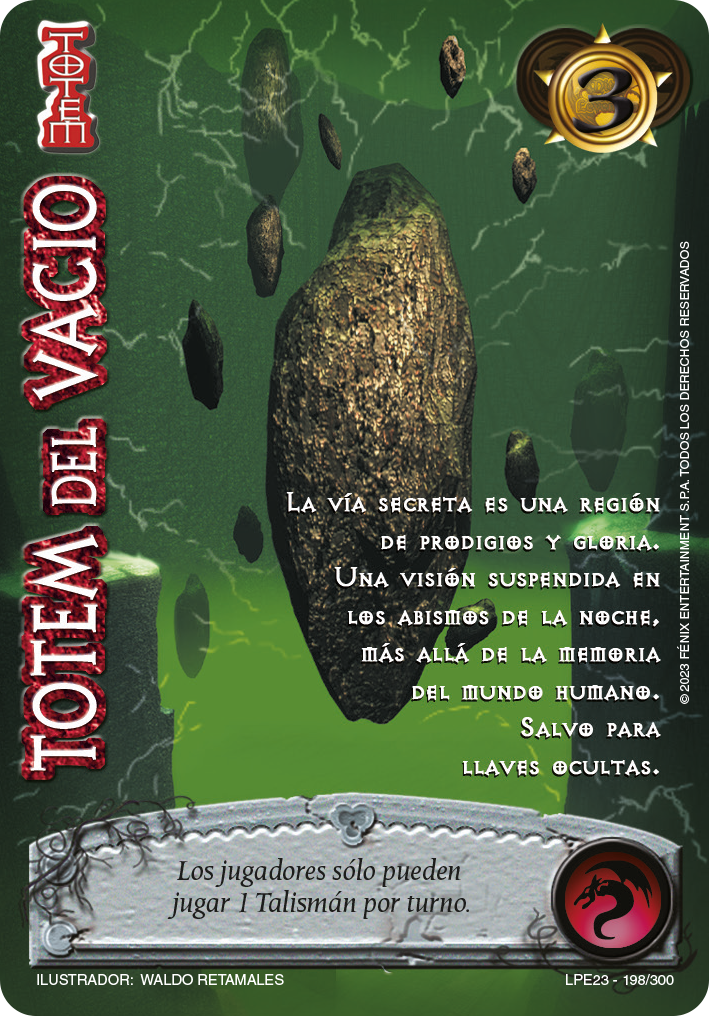 TOTEM
3
TOTEM DEL VACIO
La vía secreta es una región
de prodigios y gloria.
Una visión suspendida en
los abismos de la noche,
más allá de la memoria
del mundo humano.
Salvo para
llaves ocultas.
© 2023 FÉNIX ENTERTAINMENT S.P.A. TODOS LOS DERECHOS RESERVADOS
Los jugadores sólo pueden
jugar 1 Talismán por turno.
ILUSTRADOR: WALDO RETAMALES
LPE23 - 198/300